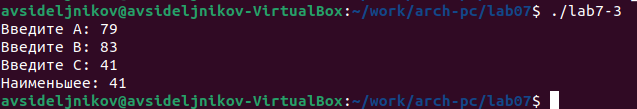 avsideljnikov@avsideljnikov-VirtualBox:~/work/arch-pc/lab07$ ./lab7-3
Введите A: 79
Введите B: 83
Введите C: 41
Наименьшее: 41
avsideljnikov@avsideljnikov-VirtualBox:~/work/arch-pc/lab07$